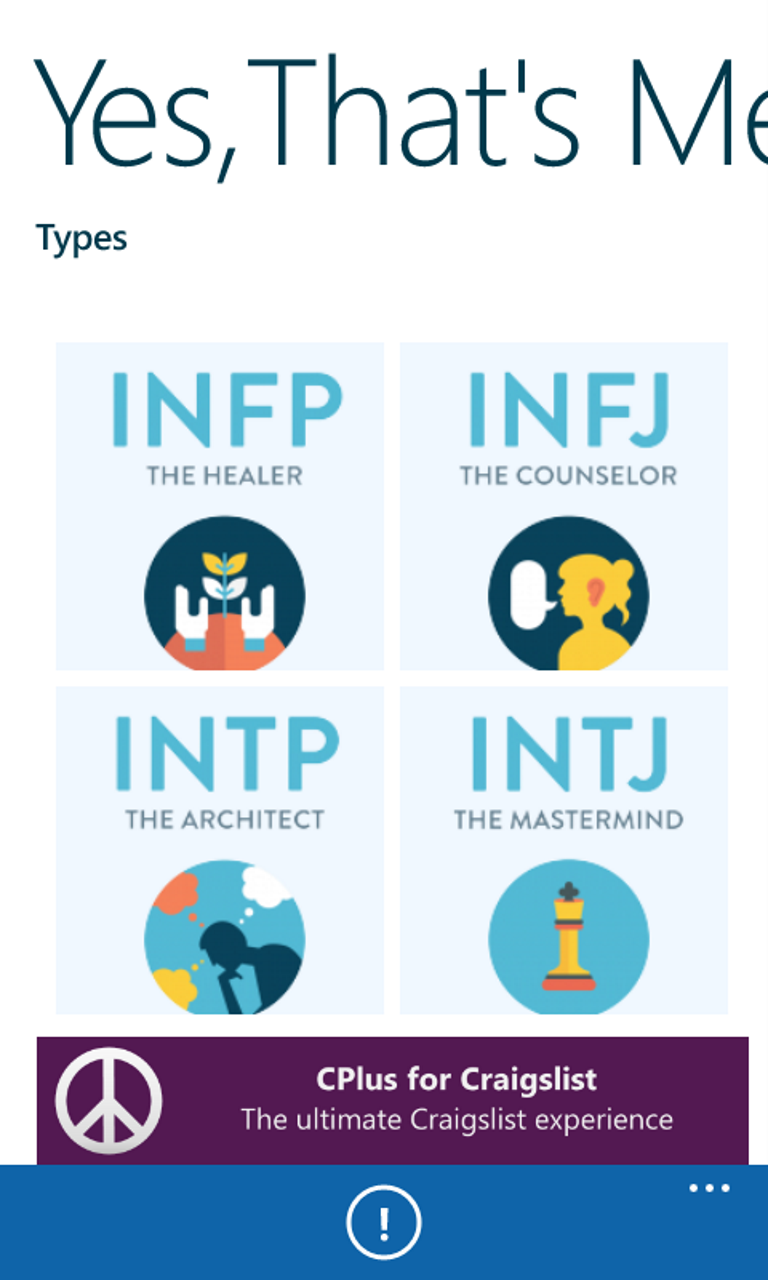 Yes,That's Me
Types
INFP
THE HEALER
INFJ
THE COUNSELOR
INTP
THE ARCHITECT
INTJ
THE MASTERMIND
CPlus for Craigslist
The ultimate Craigslist experience
!